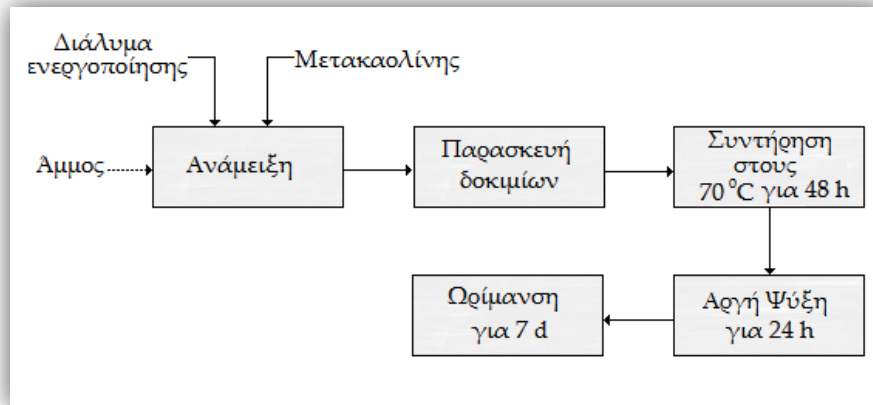 Διάλυμα
ενεργοποίησης
Μετακαολίνης
Άμμος
Ανάμειξη
Παρασκευή
δοκιμίων
Συντήρηση
στους
70 ⁰C για 48 h
Αργή Ψύξη
για 24 h
Ωρίμανση
για 7 d